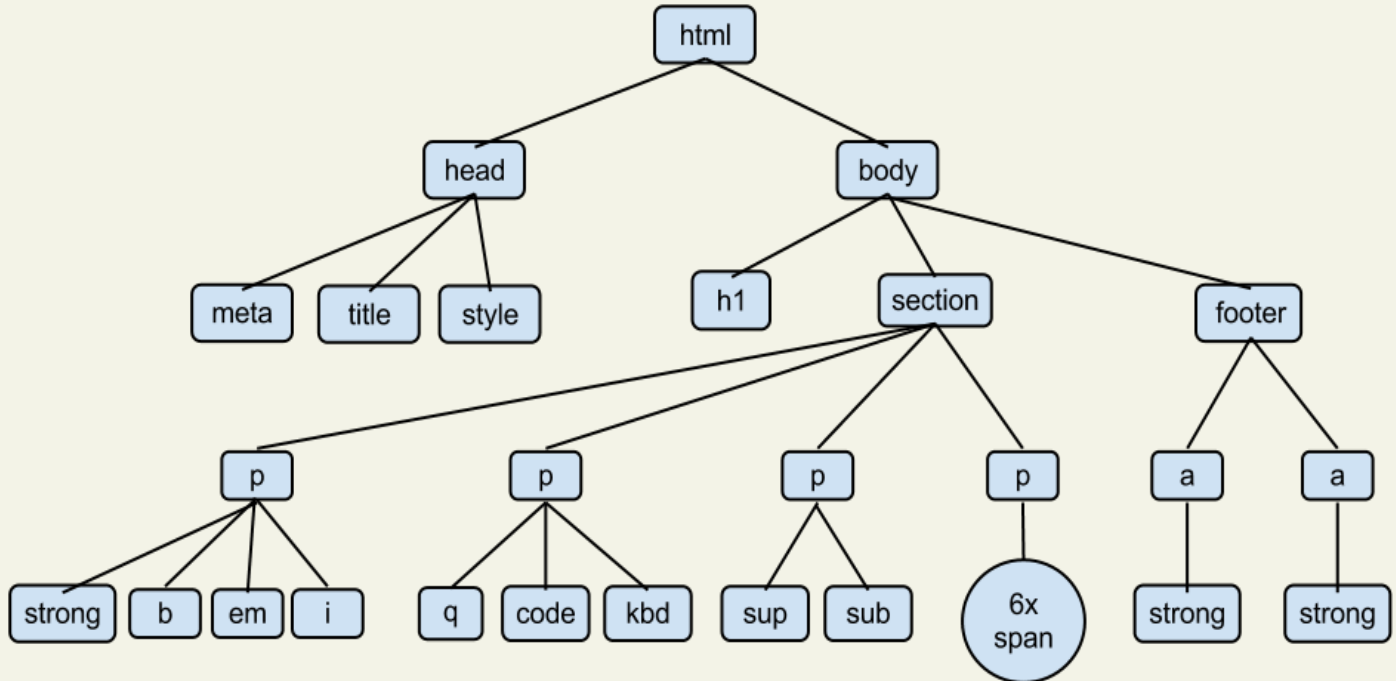 html
head
body
meta
title
style
h1
section
footer
p
p
p
p
a
a
strong
b
em
i
q
code
kbd
sup
sub
6x
span
strong
strong